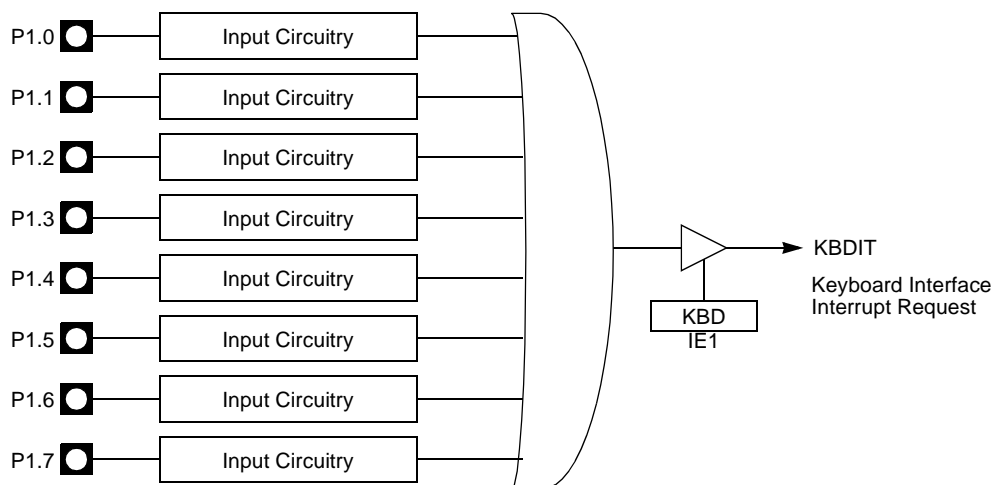 P1.0 Input Circuitry
P1.1 Input Circuitry
P1.2 Input Circuitry
P1.3 Input Circuitry
P1.4 Input Circuitry
P1.5 Input Circuitry
P1.6 Input Circuitry
P1.7 Input Circuitry
KBDIT
Keyboard Interface
Interrupt Request
KBD
IE1